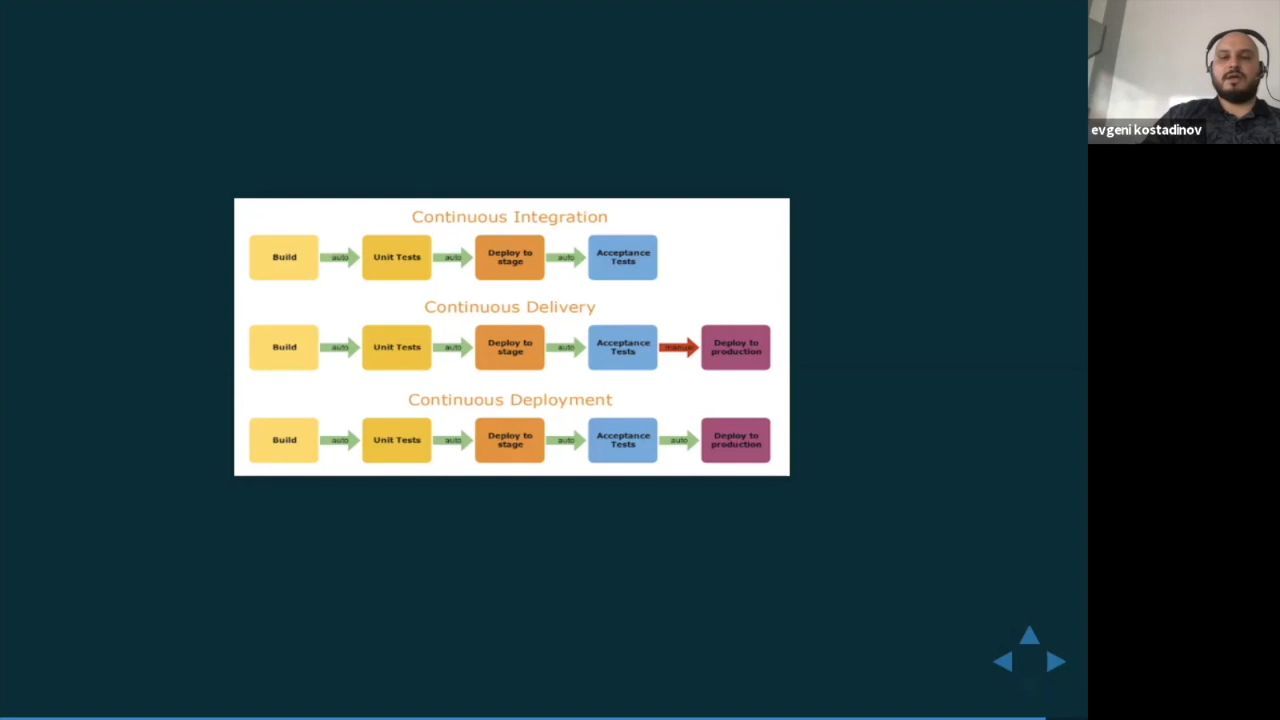 evgeni kostadinov
Continuous Integration
Build auto Unit Tests auto Deploy to stage auto Acceptance Tests
Continuous Delivery
Build auto Unit Tests auto Deploy to stage auto Acceptance Tests manual Deploy to production
Continuous Deployment
Build auto Unit Tests auto Deploy to stage auto Acceptance Tests auto Deploy to production